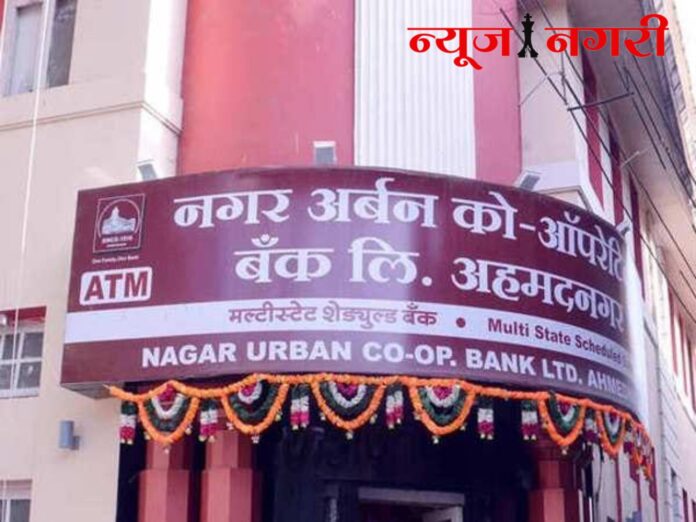 न्यूज नगरी
नगर अर्बन को-ऑपरेटि
बँक लि. अहमदनगर
ATM
मल्टीस्टेट शेड्युल्ड बँक • Multi State Scheduled
NAGAR URBAN CO-OP. BANK LTD. AHME